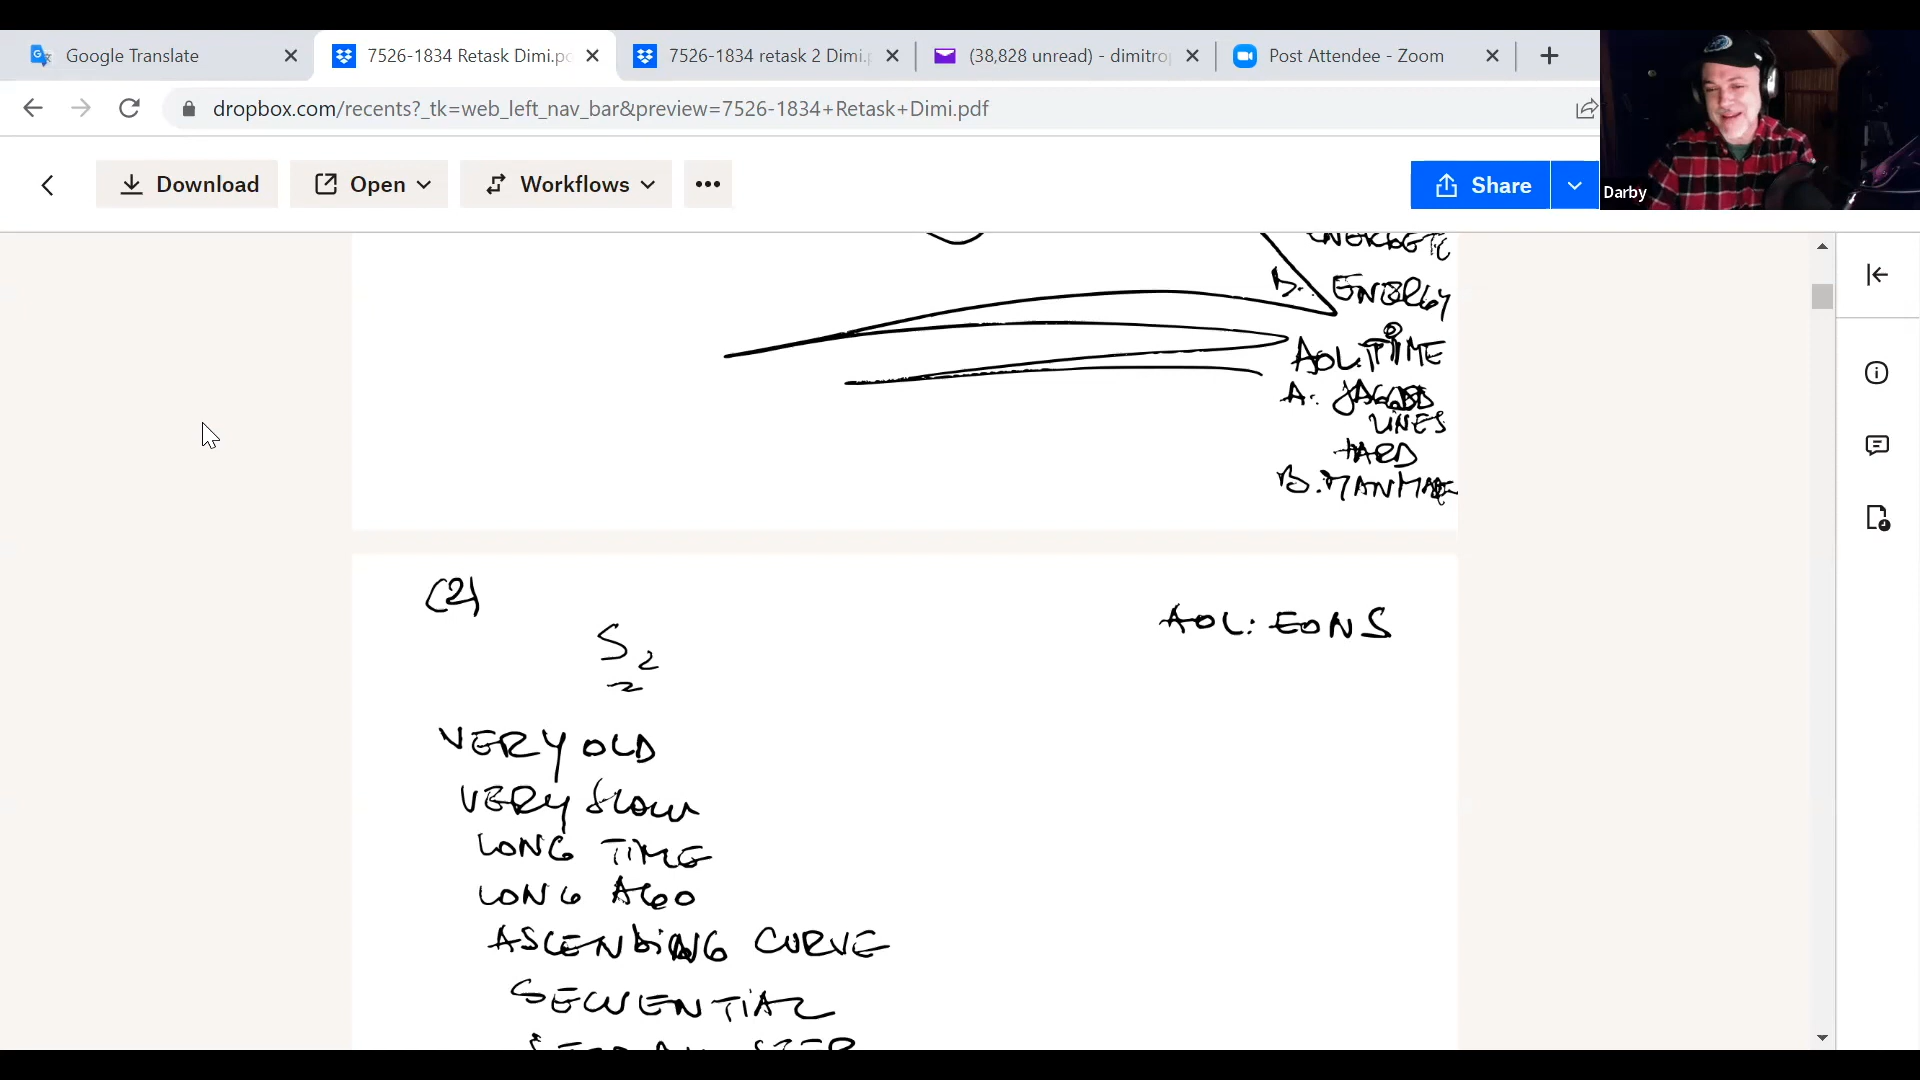 Google Translate
7526-1834 Retask Dimi.pd
7526-1834 retask 2 Dimi.p
(38,828 unread) - dimitrop
Post Attendee - Zoom
dropbox.com/recents?_tk=web_left_nav_bar&preview=7526-1834+Retask+Dimi.pdf
Download
Open
Workflows
Share
Darby
B. ENERGY
AOL: TIME
A. JAGGED
LINES
HARD
B. MANMADE
(2)
S2
AOL: EONS
VERY OLD
VERY SLOW
LONG TIME
LONG AGO
ASCENDING CURVE
SEQUENTIAL